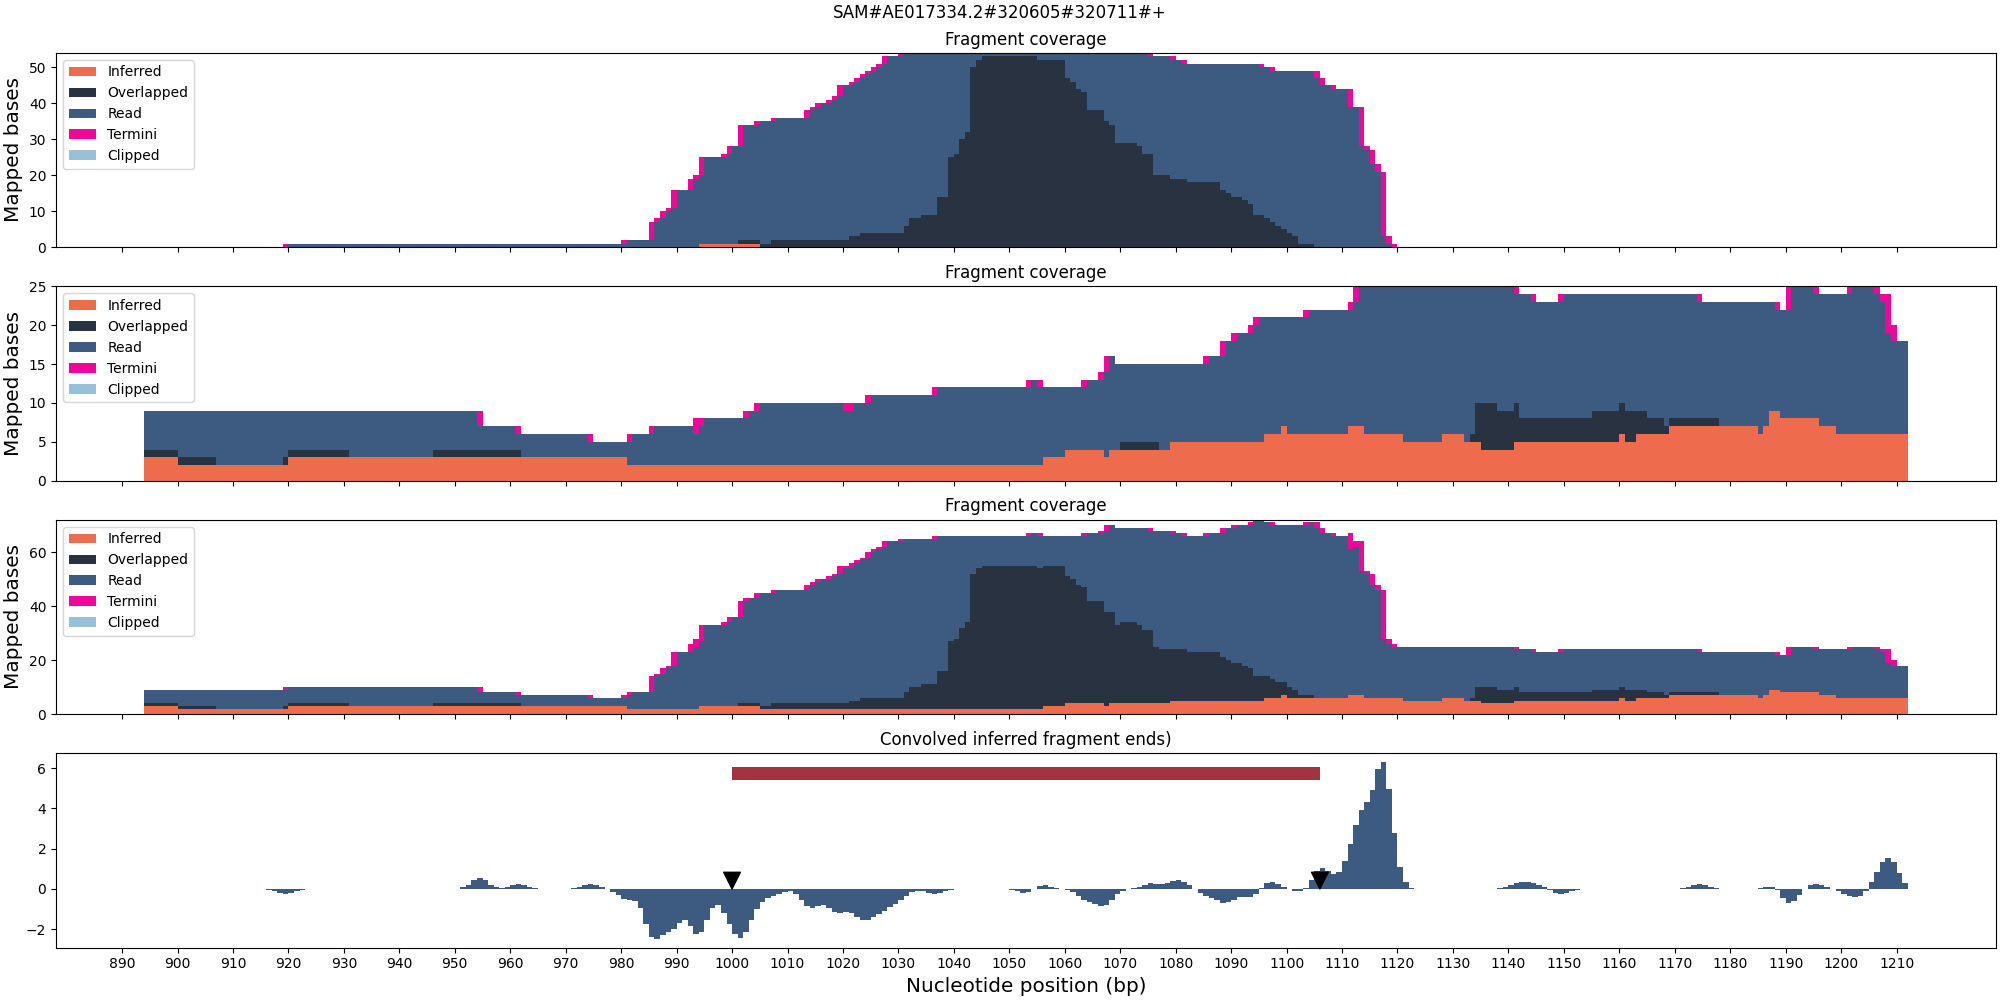 SAM#AE017334.2#320605#320711#+
Fragment coverage
Mapped bases
50
40
30
20
10
0
Inferred
Overlapped
Read
Termini
Clipped
Fragment coverage
Mapped bases
25
20
15
10
5
0
Inferred
Overlapped
Read
Termini
Clipped
Fragment coverage
Mapped bases
60
40
20
0
Inferred
Overlapped
Read
Termini
Clipped
Convolved inferred fragment ends)
6
4
2
0
−2
890 900 910 920 930 940 950 960 970 980 990 1000 1010 1020 1030 1040 1050 1060 1070 1080 1090 1100 1110 1120 1130 1140 1150 1160 1170 1180 1190 1200 1210
Nucleotide position (bp)